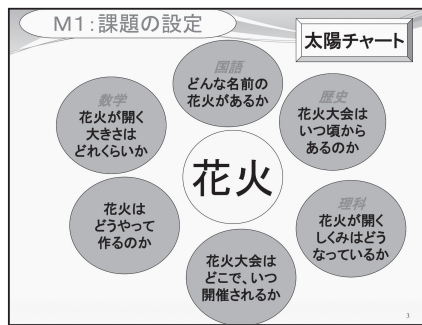 M1:課題の設定
太陽チャート
国語
どんな名前の
花火があるか
数学
花火が開く
大きさは
どれくらいか
歴史
花火大会は
いつ頃から
あるのか
花火
花火は
どうやって
作るのか
理科
花火が開く
しくみはどう
なっているか
花火大会は
どこで、いつ
開催されるか
3